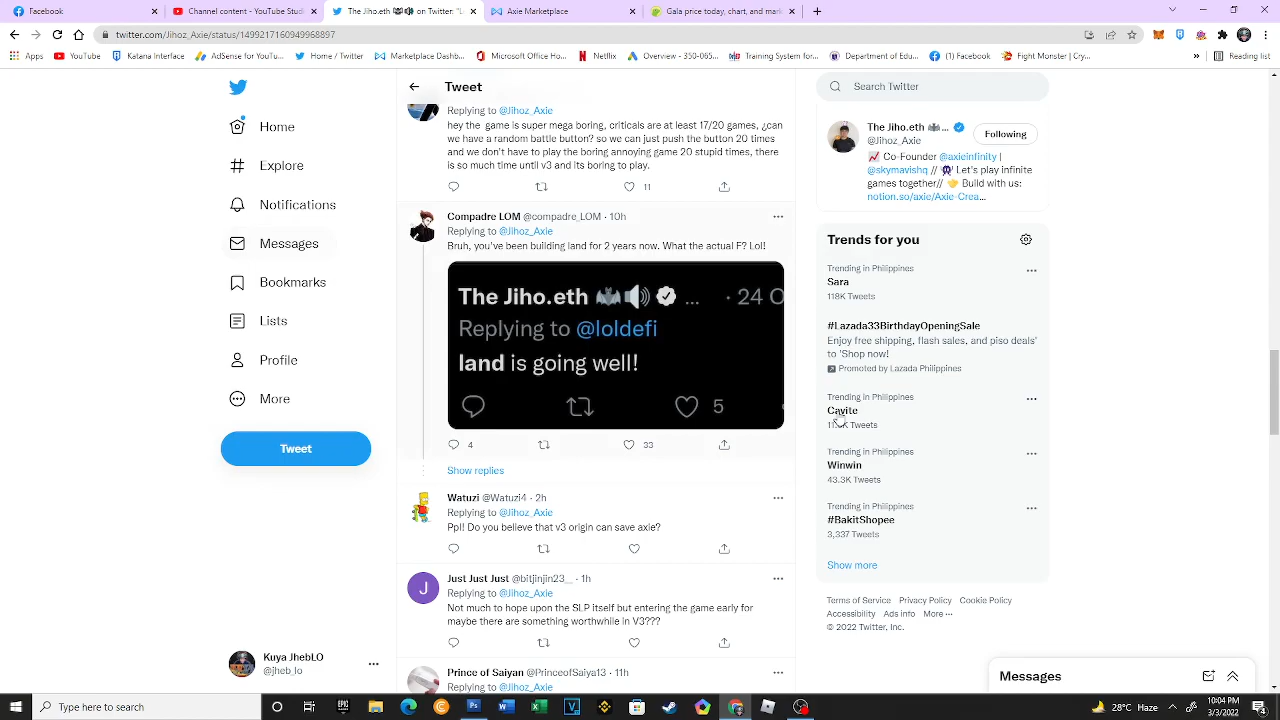 Facebook
Channel content - YouTube Studi
The Jiho.eth on Twitter: "L
Axie Marketplace
Gala price today, chart, and mark
twitter.com/Jihoz_Axie/status/1499217160949968897
Apps
YouTube
Katana Interface
AdSense for YouTub...
Home / Twitter
Marketplace Dashbo...
Microsoft Office Ho...
Netflix
Overview - 350-065...
||| Training System...
Department of Edu...
(1) Facebook
Fight Monster | Cry...
»
Reading list
Home
Explore
Notifications
Messages
Bookmarks
Lists
Profile
More
Tweet
Kuya JhebLO
@jheb_lo
Tweet
Replying to @Jihoz_Axie
hey the game is super mega boring, criticals are at least 17/20 games, ¿can
we have a random battle button? so we can just push the button 20 times
and we don't have to play the boring annoying game 20 stupid times, there
is so much time until v3 and its boring to play.
11
Compadre LOM @compadre_LOM · 10h
Replying to @Jihoz_Axie
Bruh, you've been building land for 2 years now. What the actual F? Lol!
The Jiho.eth ... · 24 O
Replying to @loldefi
land is going well!
5
4
33
Show replies
Watuzi @Watuzi4 · 2h
Replying to @Jihoz_Axie
Ppl! Do you believe that v3 origin can save axie?
J
Just Just Just @bitjinjin23__ · 1h
Replying to @Jihoz_Axie
Not much to hope upon the SLP itself but entering the game early for
maybe there are something worthwhile in V3???
Prince of Saiyan @PrinceofSaiya13 · 11h
Replying to @Jihoz_Axie
Search Twitter
The Jiho.eth ...
@Jihoz_Axie
Following
Co-Founder @axieinfinity |
@skymavishq // Let's play infinite
games together// Build with us:
notion.so/axie/Axie-Crea...
Trends for you
Trending in Philippines
Sara
118K Tweets
#Lazada33BirthdayOpeningSale
Enjoy free shipping, flash sales, and piso deals'
to 'Shop now!
Promoted by Lazada Philippines
Trending in Philippines
Cavite
Tweets
Trending in Philippines
Winwin
43.3K Tweets
Trending in Philippines
#BakitShopee
3,337 Tweets
Show more
Terms of Service Privacy Policy Cookie Policy
Accessibility Ads info More ···
© 2022 Twitter, Inc.
Messages
Type here to search
28°C Haze
10:04 PM
3/3/2022